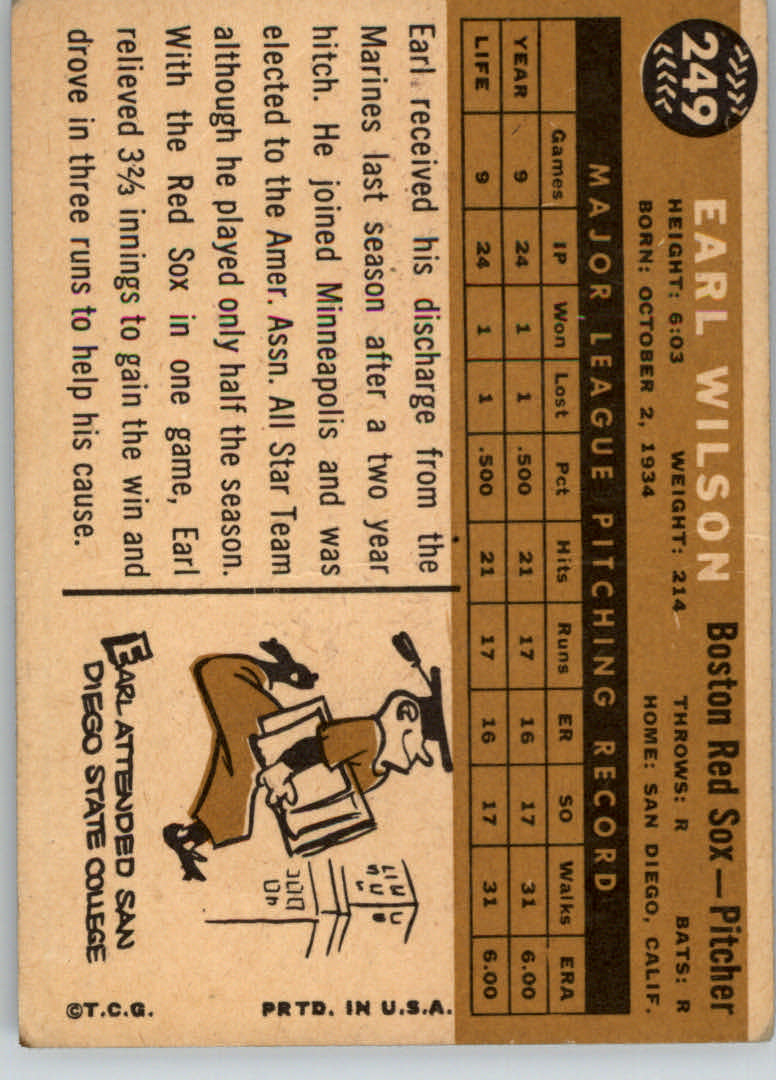 249
EARL WILSON
Boston Red Sox—Pitcher
HEIGHT: 6:03 WEIGHT: 214 THROWS: R BATS: R
BORN: OCTOBER 2, 1934 HOME: SAN DIEGO, CALIF.
MAJOR LEAGUE PITCHING RECORD
Games IP Won Lost Pct Hits Runs ER SO Walks ERA
YEAR 9 24 1 1 .500 21 17 16 17 31 6.00
LIFE 9 24 1 1 .500 21 17 16 17 31 6.00
Earl received his discharge from the
Marines last season after a two year
hitch. He joined Minneapolis and was
elected to the Amer. Assn. All Star Team
although he played only half the season.
With the Red Sox in one game, Earl
relieved 3⅔ innings to gain the win and
drove in three runs to help his cause.
EARL ATTENDED SAN
DIEGO STATE COLLEGE
©T.C.G. PRTD. IN U.S.A.